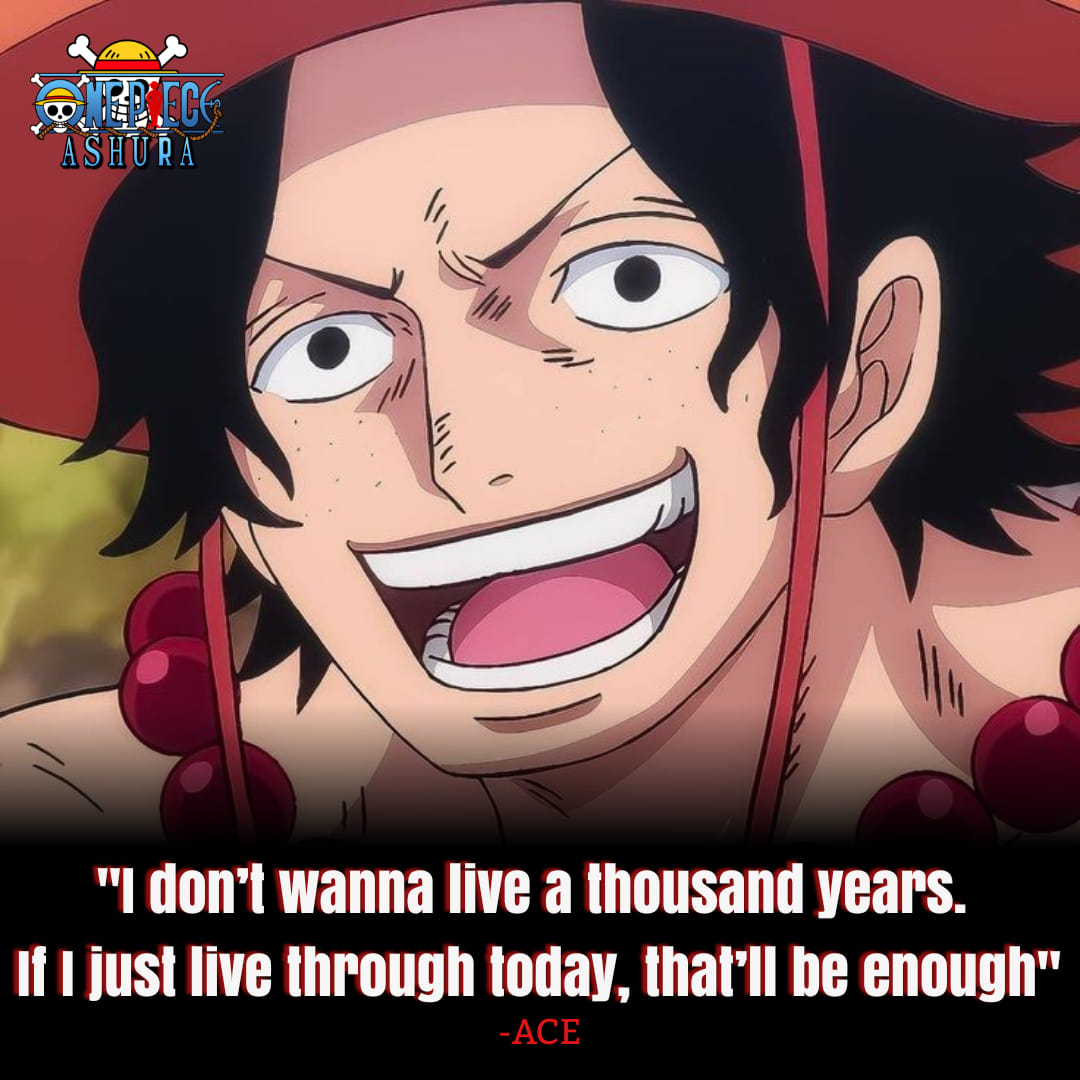 ONE PIECE
ASHURA
"I don’t wanna live a thousand years.
If I just live through today, that’ll be enough"
-ACE